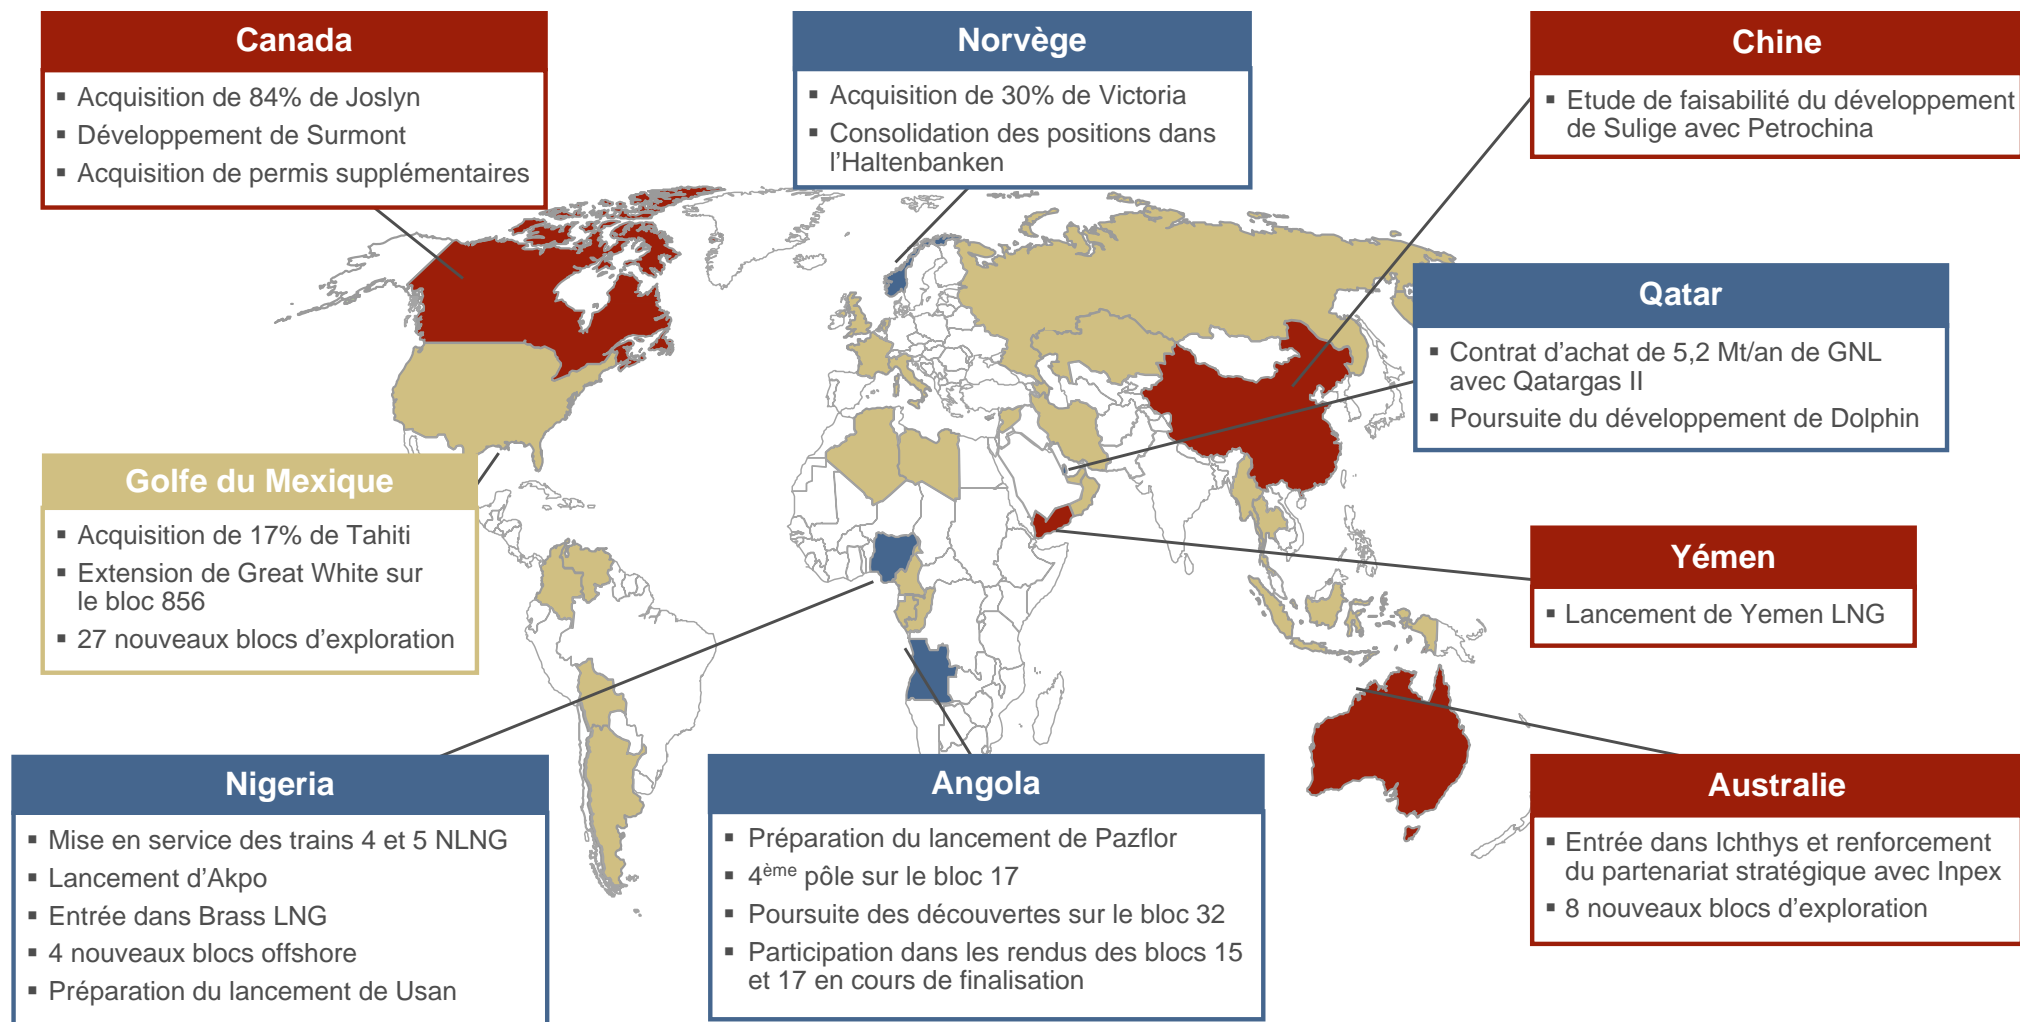 Canada
▪ Acquisition de 84% de Joslyn
▪ Développement de Surmont
▪ Acquisition de permis supplémentaires
Norvège
▪ Acquisition de 30% de Victoria
▪ Consolidation des positions dans
l’Haltenbanken
Chine
▪ Etude de faisabilité du développement
de Sulige avec Petrochina
Qatar
▪ Contrat d’achat de 5,2 Mt/an de GNL
avec Qatargas II
▪ Poursuite du développement de Dolphin
Golfe du Mexique
▪ Acquisition de 17% de Tahiti
▪ Extension de Great White sur
le bloc 856
▪ 27 nouveaux blocs d’exploration
Yémen
▪ Lancement de Yemen LNG
Nigeria
▪ Mise en service des trains 4 et 5 NLNG
▪ Lancement d’Akpo
▪ Entrée dans Brass LNG
▪ 4 nouveaux blocs offshore
▪ Préparation du lancement de Usan
Angola
▪ Préparation du lancement de Pazflor
▪ 4ème pôle sur le bloc 17
▪ Poursuite des découvertes sur le bloc 32
▪ Participation dans les rendus des blocs 15
et 17 en cours de finalisation
Australie
▪ Entrée dans Ichthys et renforcement
du partenariat stratégique avec Inpex
▪ 8 nouveaux blocs d’exploration